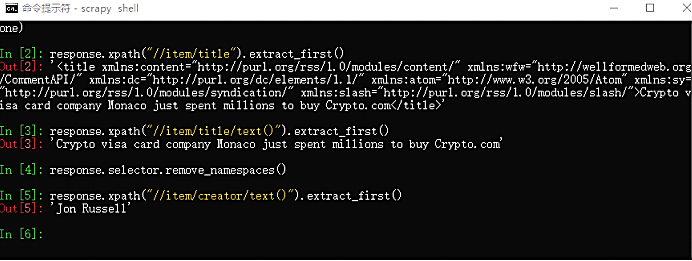 命令提示符 - scrapy  shell
one)
In [2]: response.xpath("//item/title").extract_first()
Out[2]: '<title xmlns:content="http://purl.org/rss/1.0/modules/content/" xmlns:wfw="http://wellformedweb.org
/CommentAPI/" xmlns:dc="http://purl.org/dc/elements/1.1/" xmlns:atom="http://www.w3.org/2005/Atom" xmlns:sy=
"http://purl.org/rss/1.0/modules/syndication/" xmlns:slash="http://purl.org/rss/1.0/modules/slash/">Crypto v
isa card company Monaco just spent millions to buy Crypto.com</title>'
In [3]: response.xpath("//item/title/text()").extract_first()
Out[3]: 'Crypto visa card company Monaco just spent millions to buy Crypto.com'
In [4]: response.selector.remove_namespaces()
In [5]: response.xpath("//item/creator/text()").extract_first()
Out[5]: 'Jon Russell'
In [6]: